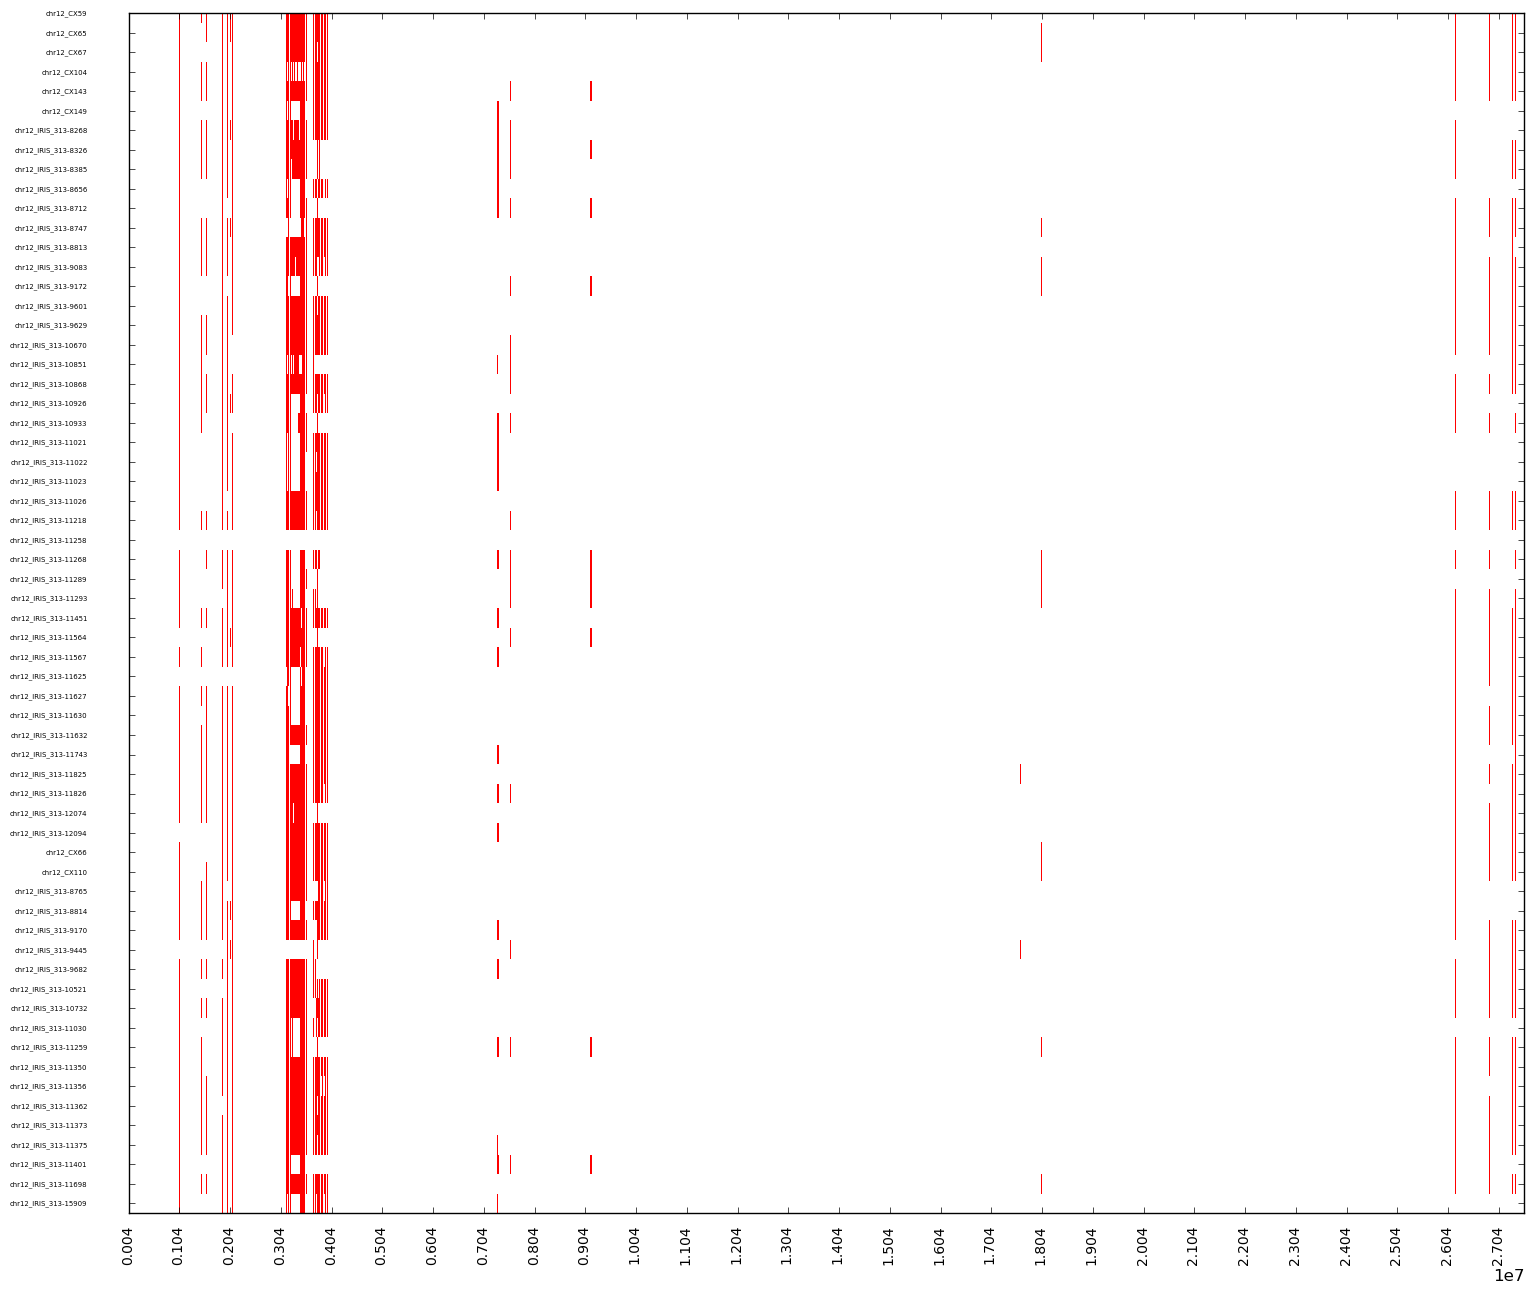 chr12_CX59
chr12_CX65
chr12_CX67
chr12_CX104
chr12_CX143
chr12_CX149
chr12_IRIS_313-8268
chr12_IRIS_313-8326
chr12_IRIS_313-8385
chr12_IRIS_313-8656
chr12_IRIS_313-8712
chr12_IRIS_313-8747
chr12_IRIS_313-8813
chr12_IRIS_313-9083
chr12_IRIS_313-9172
chr12_IRIS_313-9601
chr12_IRIS_313-9629
chr12_IRIS_313-10670
chr12_IRIS_313-10851
chr12_IRIS_313-10868
chr12_IRIS_313-10926
chr12_IRIS_313-10933
chr12_IRIS_313-11021
chr12_IRIS_313-11022
chr12_IRIS_313-11023
chr12_IRIS_313-11026
chr12_IRIS_313-11218
chr12_IRIS_313-11258
chr12_IRIS_313-11268
chr12_IRIS_313-11289
chr12_IRIS_313-11293
chr12_IRIS_313-11451
chr12_IRIS_313-11564
chr12_IRIS_313-11567
chr12_IRIS_313-11625
chr12_IRIS_313-11627
chr12_IRIS_313-11630
chr12_IRIS_313-11632
chr12_IRIS_313-11743
chr12_IRIS_313-11825
chr12_IRIS_313-11826
chr12_IRIS_313-12074
chr12_IRIS_313-12094
chr12_CX66
chr12_CX110
chr12_IRIS_313-8765
chr12_IRIS_313-8814
chr12_IRIS_313-9170
chr12_IRIS_313-9445
chr12_IRIS_313-9682
chr12_IRIS_313-10521
chr12_IRIS_313-10732
chr12_IRIS_313-11030
chr12_IRIS_313-11259
chr12_IRIS_313-11350
chr12_IRIS_313-11356
chr12_IRIS_313-11362
chr12_IRIS_313-11373
chr12_IRIS_313-11375
chr12_IRIS_313-11401
chr12_IRIS_313-11698
chr12_IRIS_313-15909
0.004
0.104
0.204
0.304
0.404
0.504
0.604
0.704
0.804
0.904
1.004
1.104
1.204
1.304
1.404
1.504
1.604
1.704
1.804
1.904
2.004
2.104
2.204
2.304
2.404
2.504
2.604
2.704
1e7